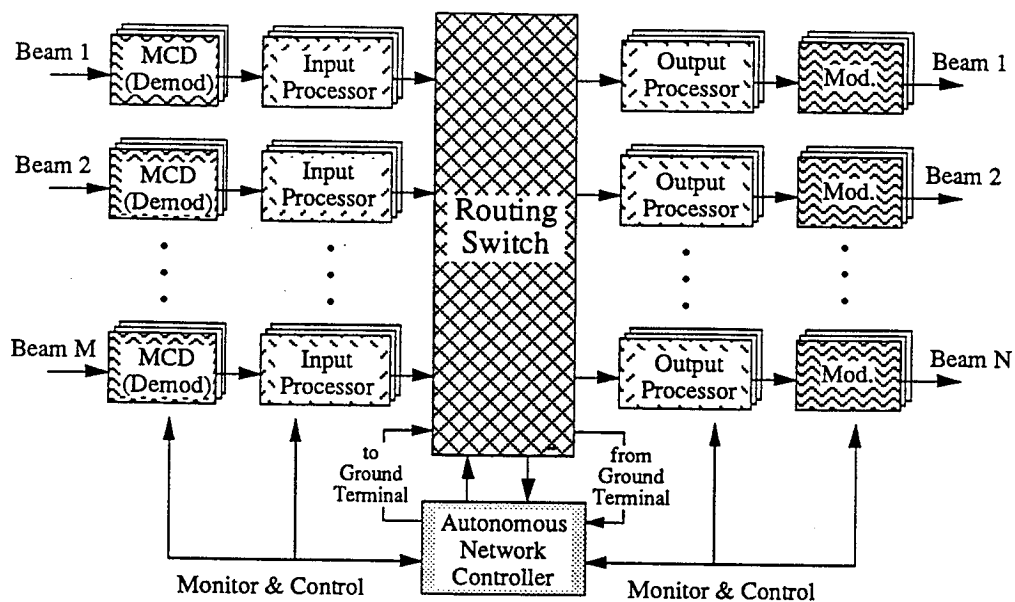 Beam 1
MCD
(Demod)
Input
Processor
Output
Processor
Mod.
Beam 1
Beam 2
MCD
(Demod)
Input
Processor
Routing
Switch
Output
Processor
Mod.
Beam 2
Beam M
MCD
(Demod)
Input
Processor
Output
Processor
Mod.
Beam N
to
Ground
Terminal
from
Ground
Terminal
Autonomous
Network
Controller
Monitor & Control
Monitor & Control